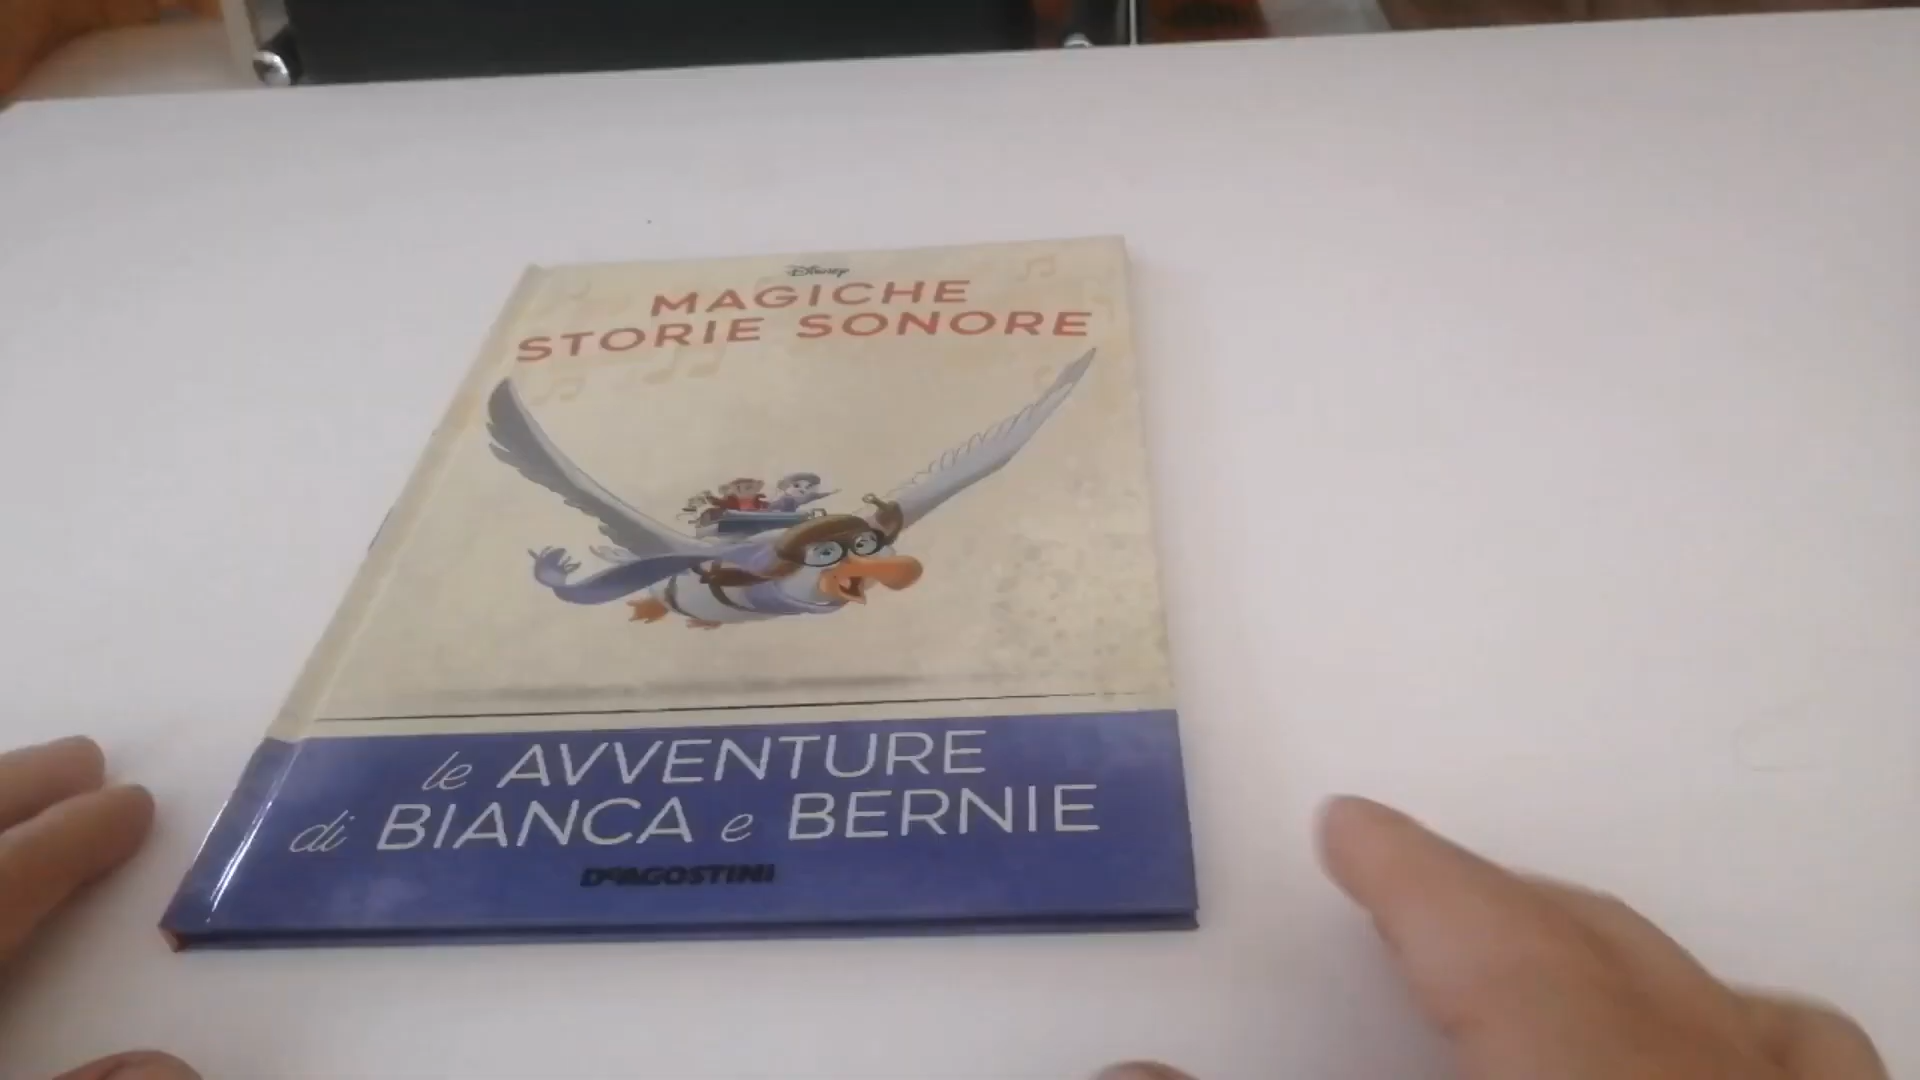 Disney
MAGICHE
STORIE SONORE
le AVVENTURE
di BIANCA e BERNIE
DeAGOSTINI